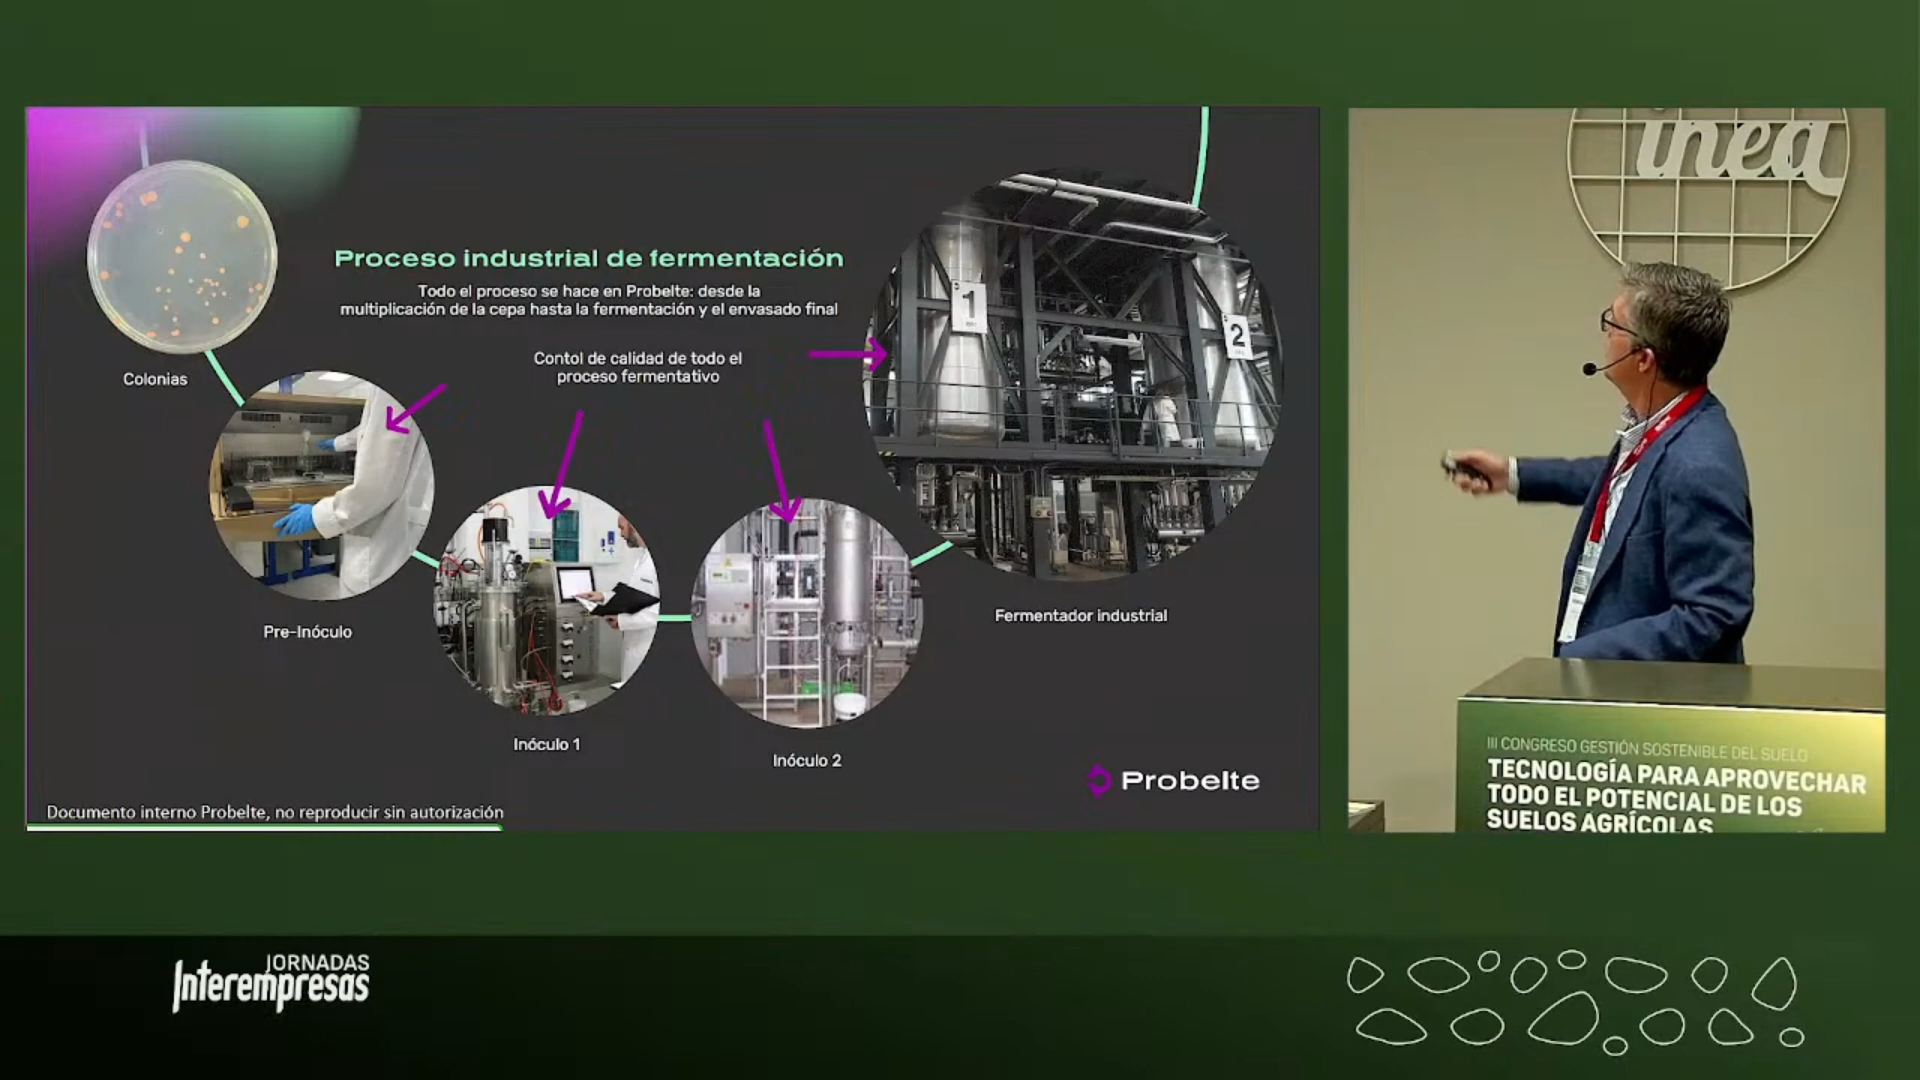 Proceso industrial de fermentación
Todo el proceso se hace en Probelte: desde la
multiplicación de la cepa hasta la fermentación y el envasado final
Contol de calidad de todo el
proceso fermentativo
Colonias
Pre-Inóculo
Inóculo 1
Inóculo 2
1
2
Fermentador industrial
Probelte
Documento interno Probelte, no reproducir sin autorización
inea
III CONGRESO GESTIÓN SOSTENIBLE DEL SUELO
TECNOLOGÍA PARA APROVECHAR
TODO EL POTENCIAL DE LOS
SUELOS AGRÍCOLAS
JORNADAS
Interempresas